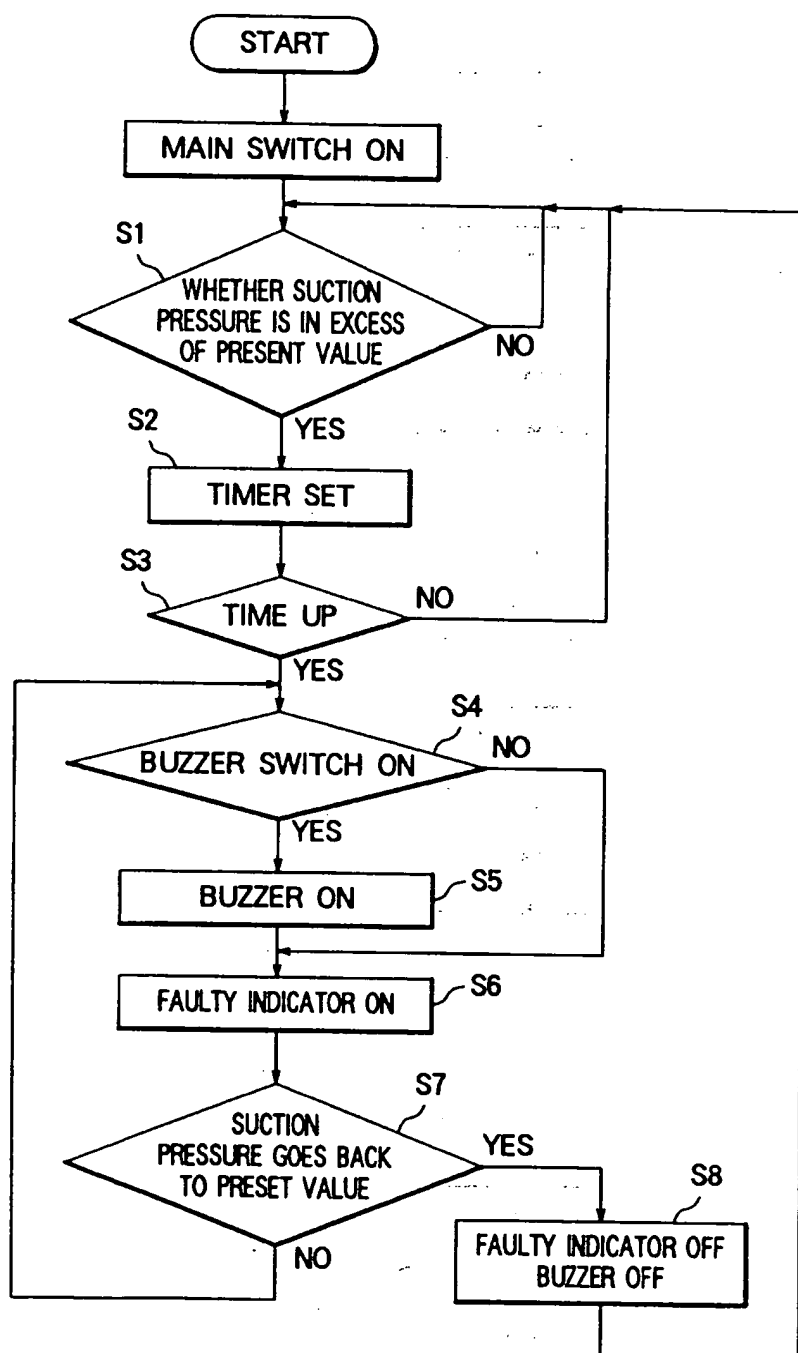 START
MAIN SWITCH ON
S1
WHETHER SUCTION
PRESSURE IS IN EXCESS
OF PRESENT VALUE
NO
YES
S2
TIMER SET
S3
TIME UP
NO
YES
S4
BUZZER SWITCH ON
NO
YES
BUZZER ON
S5
FAULTY INDICATOR ON
S6
S7
SUCTION
PRESSURE GOES BACK
TO PRESET VALUE
YES
NO
S8
FAULTY INDICATOR OFF
BUZZER OFF